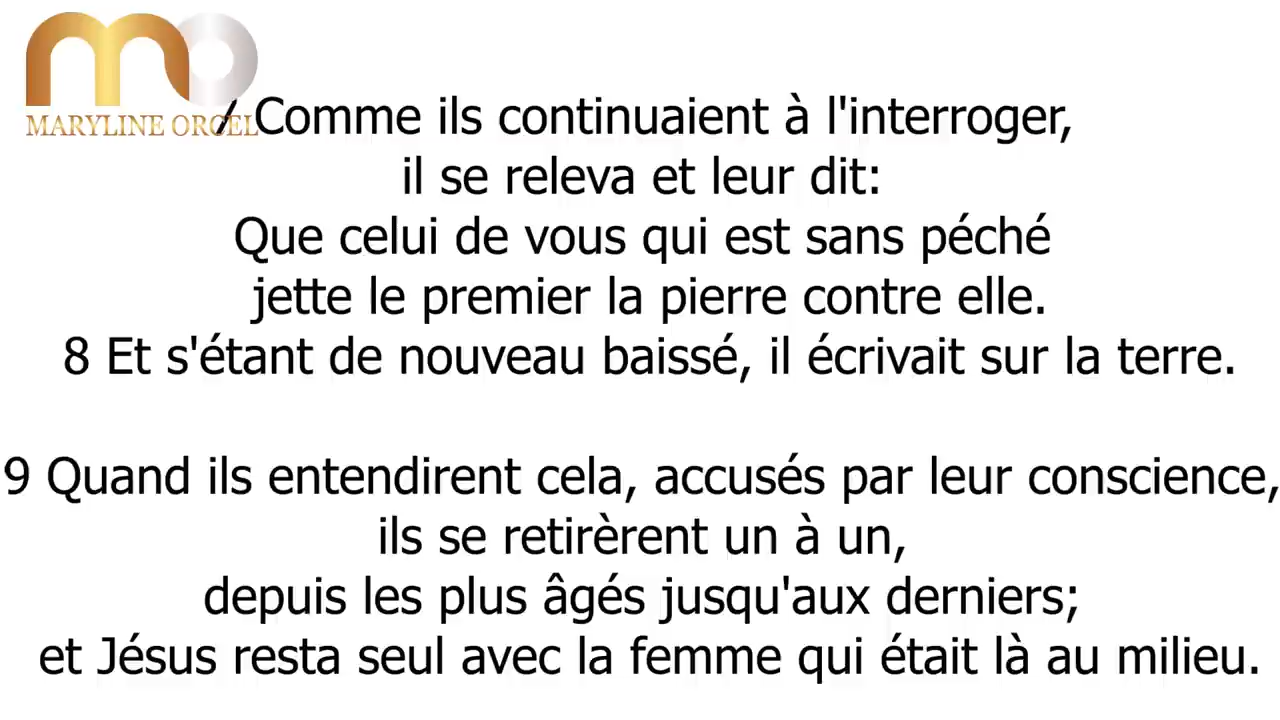 MARYLINE ORGEL
7 Comme ils continuaient à l'interroger,
il se releva et leur dit:
Que celui de vous qui est sans péché
jette le premier la pierre contre elle.
8 Et s'étant de nouveau baissé, il écrivait sur la terre.
9 Quand ils entendirent cela, accusés par leur conscience,
ils se retirèrent un à un,
depuis les plus âgés jusqu'aux derniers;
et Jésus resta seul avec la femme qui était là au milieu.